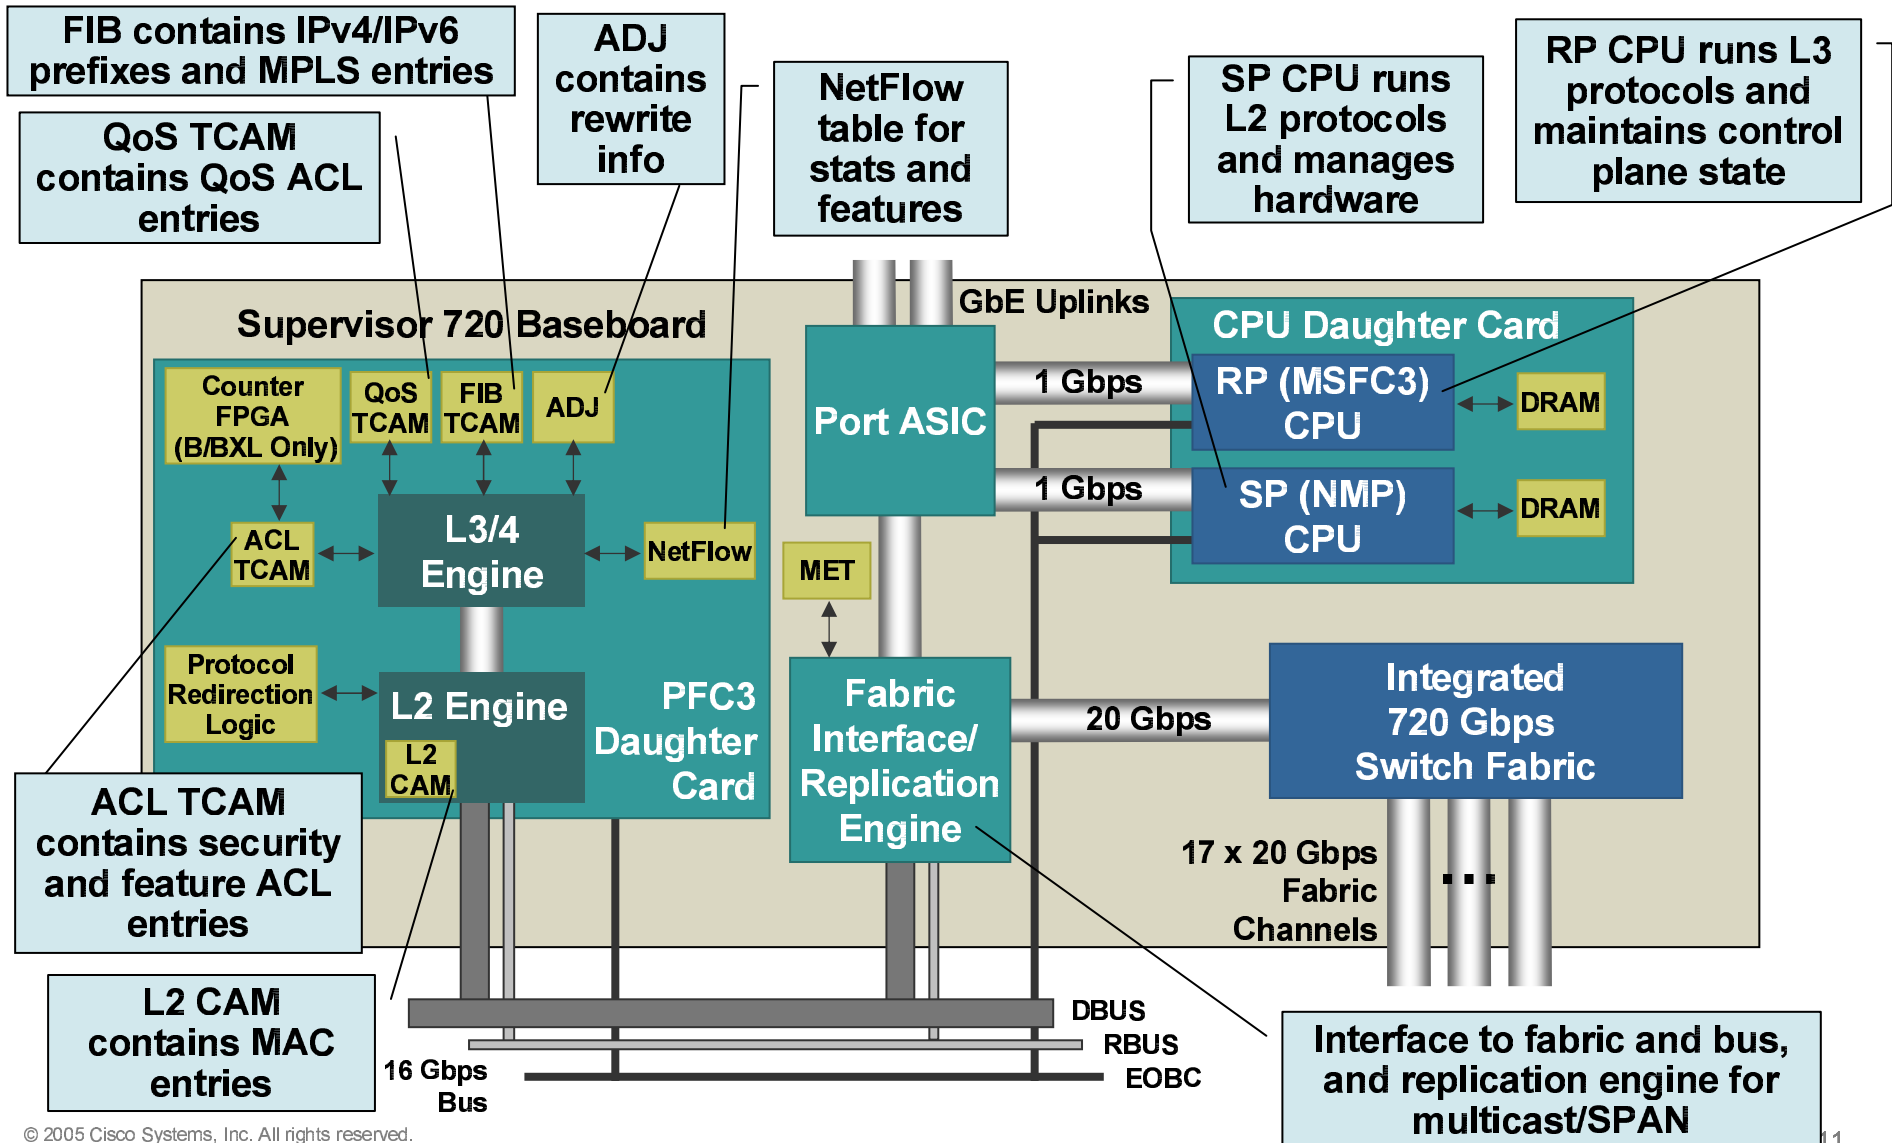 FIB contains IPv4/IPv6
prefixes and MPLS entries
QoS TCAM
contains QoS ACL
entries
ADJ
contains
rewrite
info
NetFlow
table for
stats and
features
SP CPU runs
L2 protocols
and manages
hardware
RP CPU runs L3
protocols and
maintains control
plane state
Supervisor 720 Baseboard
GbE Uplinks
CPU Daughter Card
Counter
FPGA
(B/BXL Only)
QoS
TCAM
FIB
TCAM
ADJ
Port ASIC
1 Gbps
RP (MSFC3)
CPU
DRAM
1 Gbps
SP (NMP)
CPU
DRAM
ACL
TCAM
L3/4
Engine
NetFlow
MET
Protocol
Redirection
Logic
L2 Engine
L2
CAM
PFC3
Daughter
Card
Fabric
Interface/
Replication
Engine
20 Gbps
Integrated
720 Gbps
Switch Fabric
17 x 20 Gbps
Fabric
Channels
...
ACL TCAM
contains security
and feature ACL
entries
L2 CAM
contains MAC
entries
DBUS
RBUS
EOBC
16 Gbps
Bus
Interface to fabric and bus,
and replication engine for
multicast/SPAN
© 2005 Cisco Systems, Inc. All rights reserved.
11